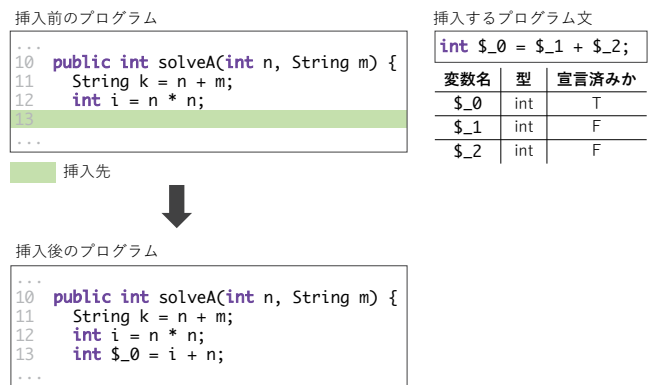 挿入前のプログラム
...
10 public int solveA(int n, String m) {
11 String k = n + m;
12 int i = n * n;
13
...
挿入先
挿入するプログラム文
int $_0 = $_1 + $_2;
変数名 型 宣言済みか
$_0 int T
$_1 int F
$_2 int F
挿入後のプログラム
...
10 public int solveA(int n, String m) {
11 String k = n + m;
12 int i = n * n;
13 int $_0 = i + n;
...